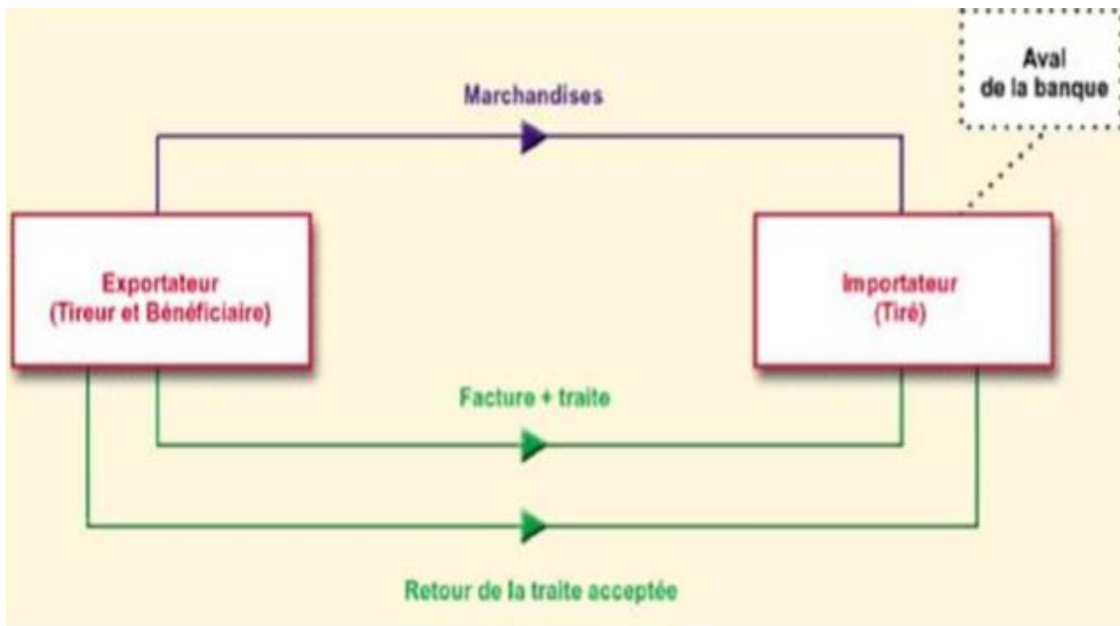 Aval
de la banque
Marchandises
Exportateur
(Tireur et Bénéficiaire)
Importateur
(Tiré)
Facture + traite
Retour de la traite acceptée